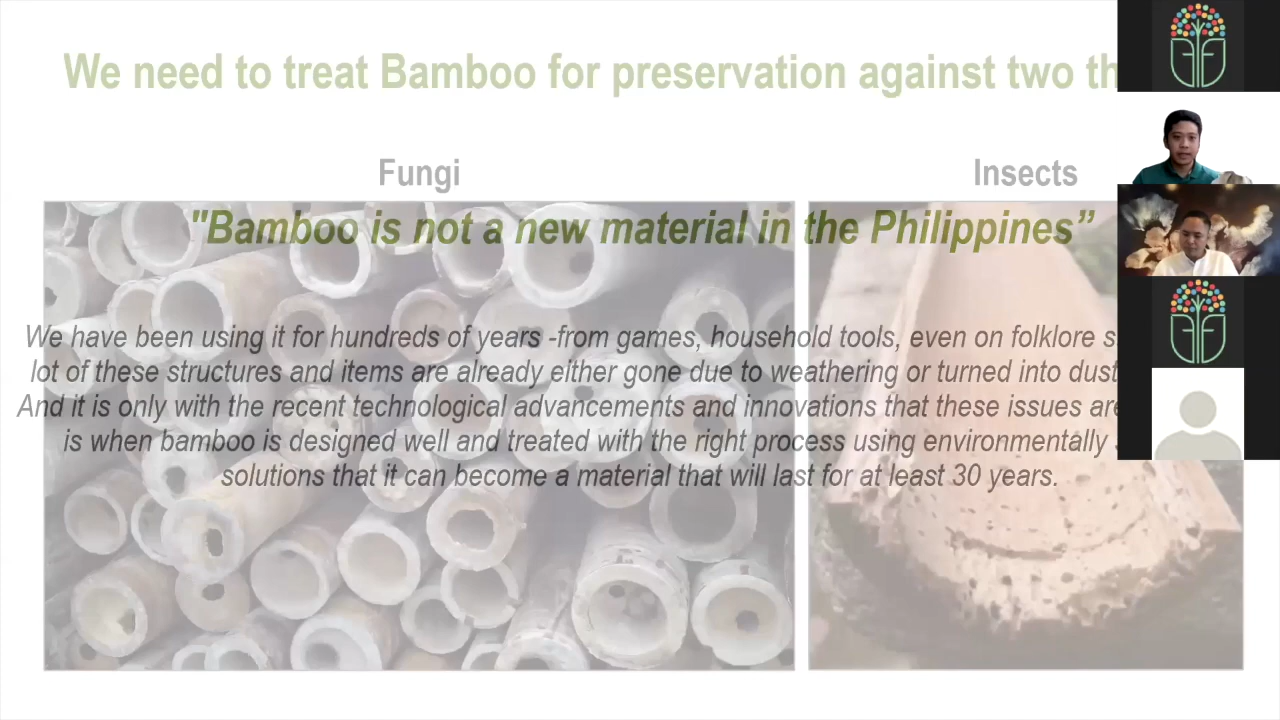 We need to treat Bamboo for preservation against two
Fungi
Insects
"Bamboo is not a new material in the Philippines”
We have been using it for hundreds of years -from games, household tools, even on folklore
lot of these structures and items are already either gone due to weathering or turned into dust
And it is only with the recent technological advancements and innovations that these issues are
is when bamboo is designed well and treated with the right process using environmentally
solutions that it can become a material that will last for at least 30 years.